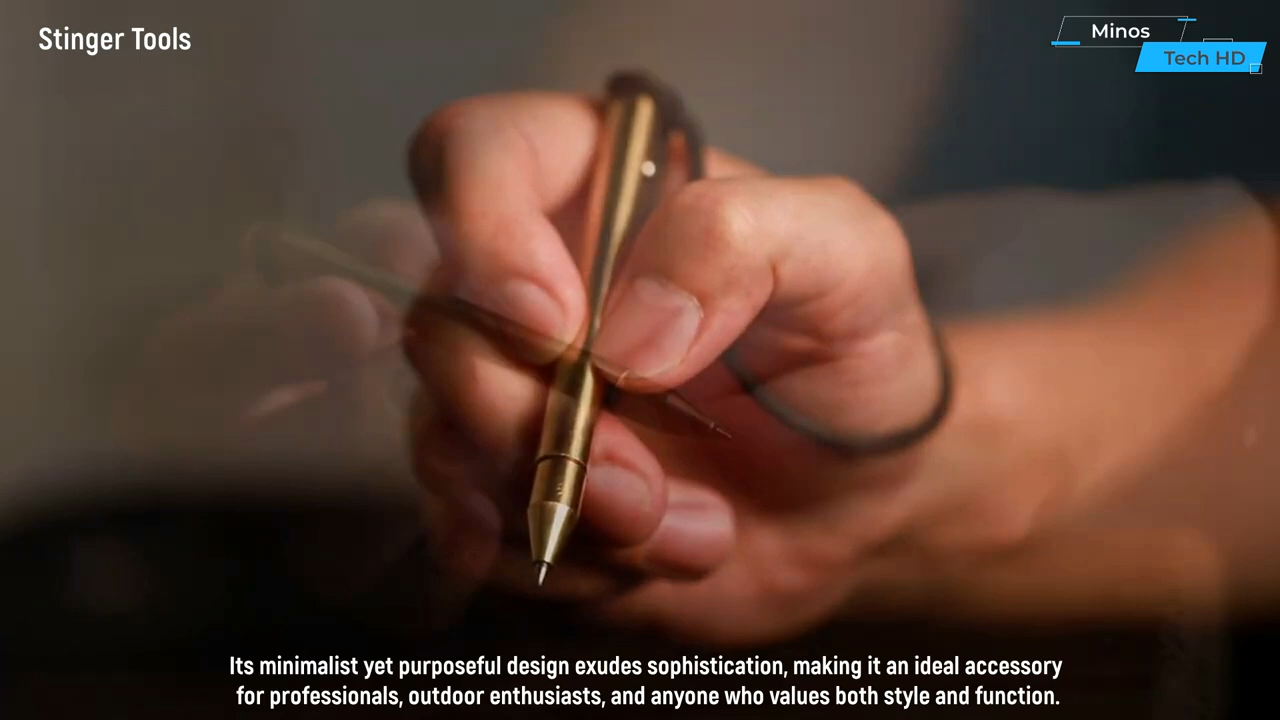 Stinger Tools
Minos
Tech HD
Its minimalist yet purposeful design exudes sophistication, making it an ideal accessory
for professionals, outdoor enthusiasts, and anyone who values both style and function.